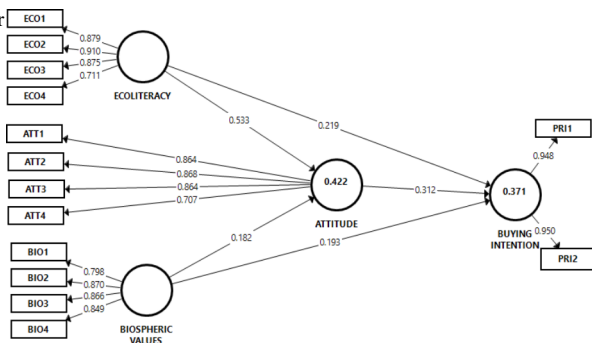 r
ECO1
ECO2
ECO3
ECO4
0.879
0.910
0.875
0.711
ECOLITERACY
0.533
0.219
ATT1
ATT2
ATT3
ATT4
0.864
0.868
0.864
0.707
0.422
ATTITUDE
0.312
PRI1
0.948
0.371
BUYING
INTENTION
0.950
PRI2
0.182
0.193
BIO1
BIO2
BIO3
BIO4
0.798
0.870
0.866
0.849
BIOSPHERIC
VALUES